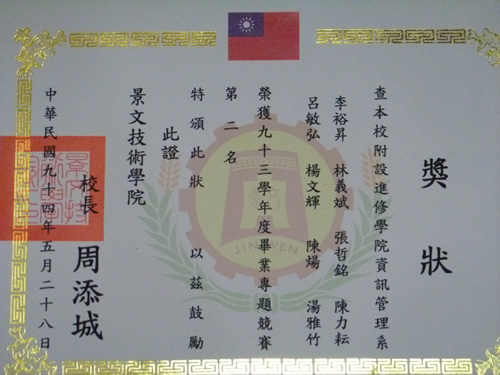 獎狀
查本校附設進修學院資訊管理系
李裕昇 林義斌 張哲銘 陳力耘
呂敏弘 楊文輝 陳煬 湯雅竹
榮獲九十三學年度畢業專題競賽
第二名
特頒此狀 以茲鼓勵
此證
景文技術學院
校長 周添城
中華民國九十四年五月二十八日
JINWEN